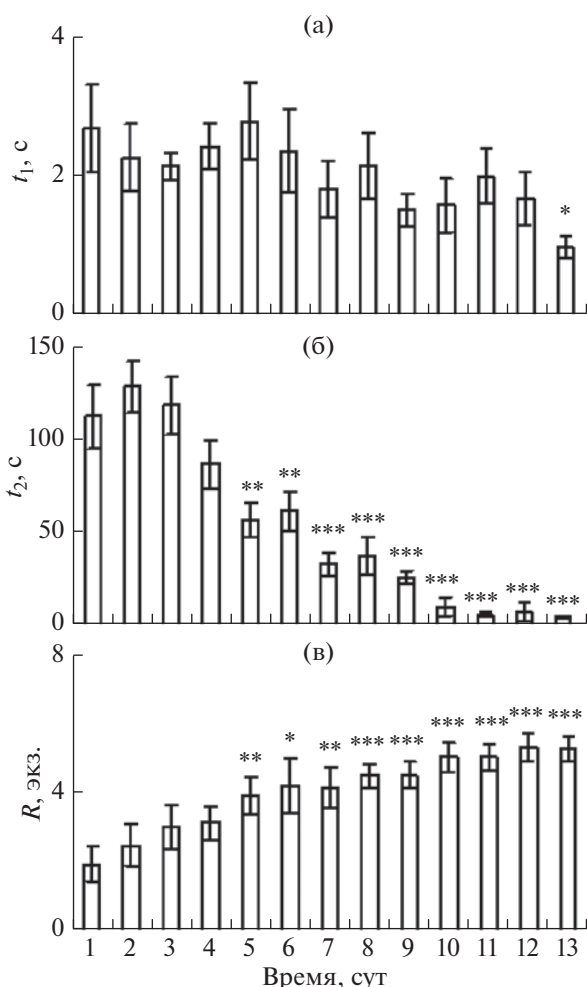 (а)
4
2
0
t1, с
*
(б)
150
100
50
0
t2, с
** ** *** *** *** *** *** *** ***
(в)
8
4
0
R, экз.
** * ** *** *** *** *** *** ***
1 2 3 4 5 6 7 8 9 10 11 12 13
Время, сут